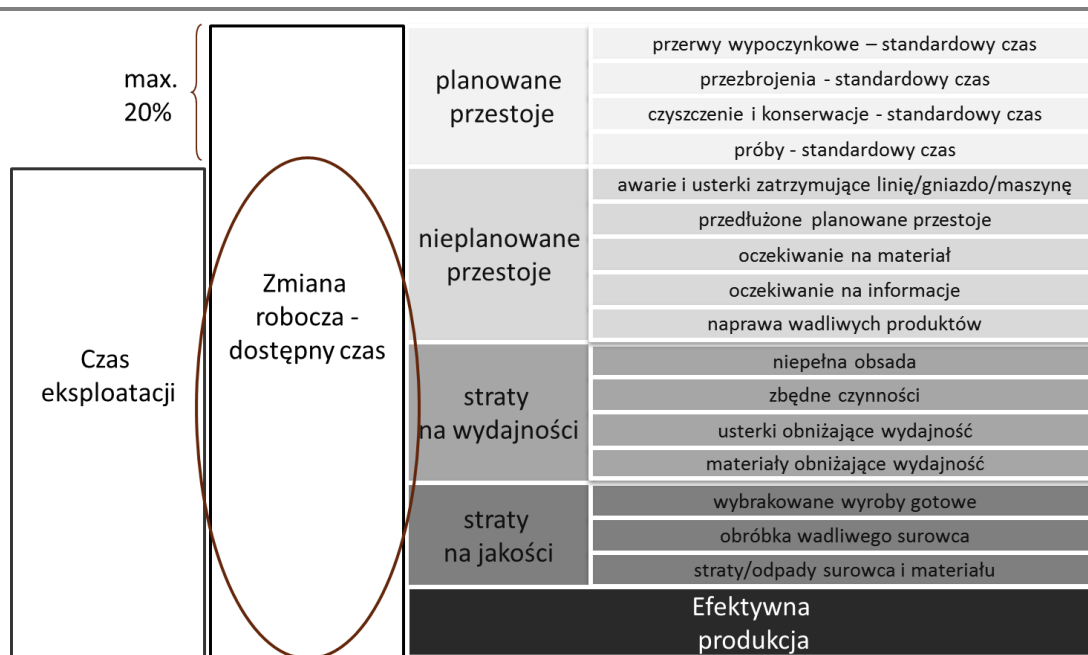 max.
20%
Czas
eksploatacji
Zmiana
robocza -
dostępny czas
planowane
przestoje
przerwy wypoczynkowe – standardowy czas
przezbrojenia - standardowy czas
czyszczenie i konserwacje - standardowy czas
próby - standardowy czas
nieplanowane
przestoje
awarie i usterki zatrzymujące linię/gniazdo/maszynę
przedłużone planowane przestoje
oczekiwanie na materiał
oczekiwanie na informacje
naprawa wadliwych produktów
straty
na wydajności
niepełna obsada
zbędne czynności
usterki obniżające wydajność
materiały obniżające wydajność
straty
na jakości
wybrakowane wyroby gotowe
obróbka wadliwego surowca
straty/odpady surowca i materiału
Efektywna
produkcja